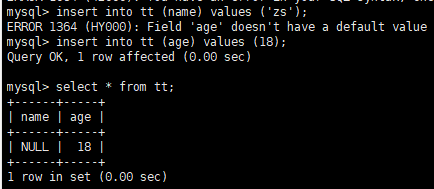 mysql> insert into tt (name) values ('zs');
ERROR 1364 (HY000): Field 'age' doesn't have a default value
mysql> insert into tt (age) values (18);
Query OK, 1 row affected (0.00 sec)
mysql> select * from tt;
+------+-----+
| name | age |
+------+-----+
| NULL |  18 |
+------+-----+
1 row in set (0.00 sec)